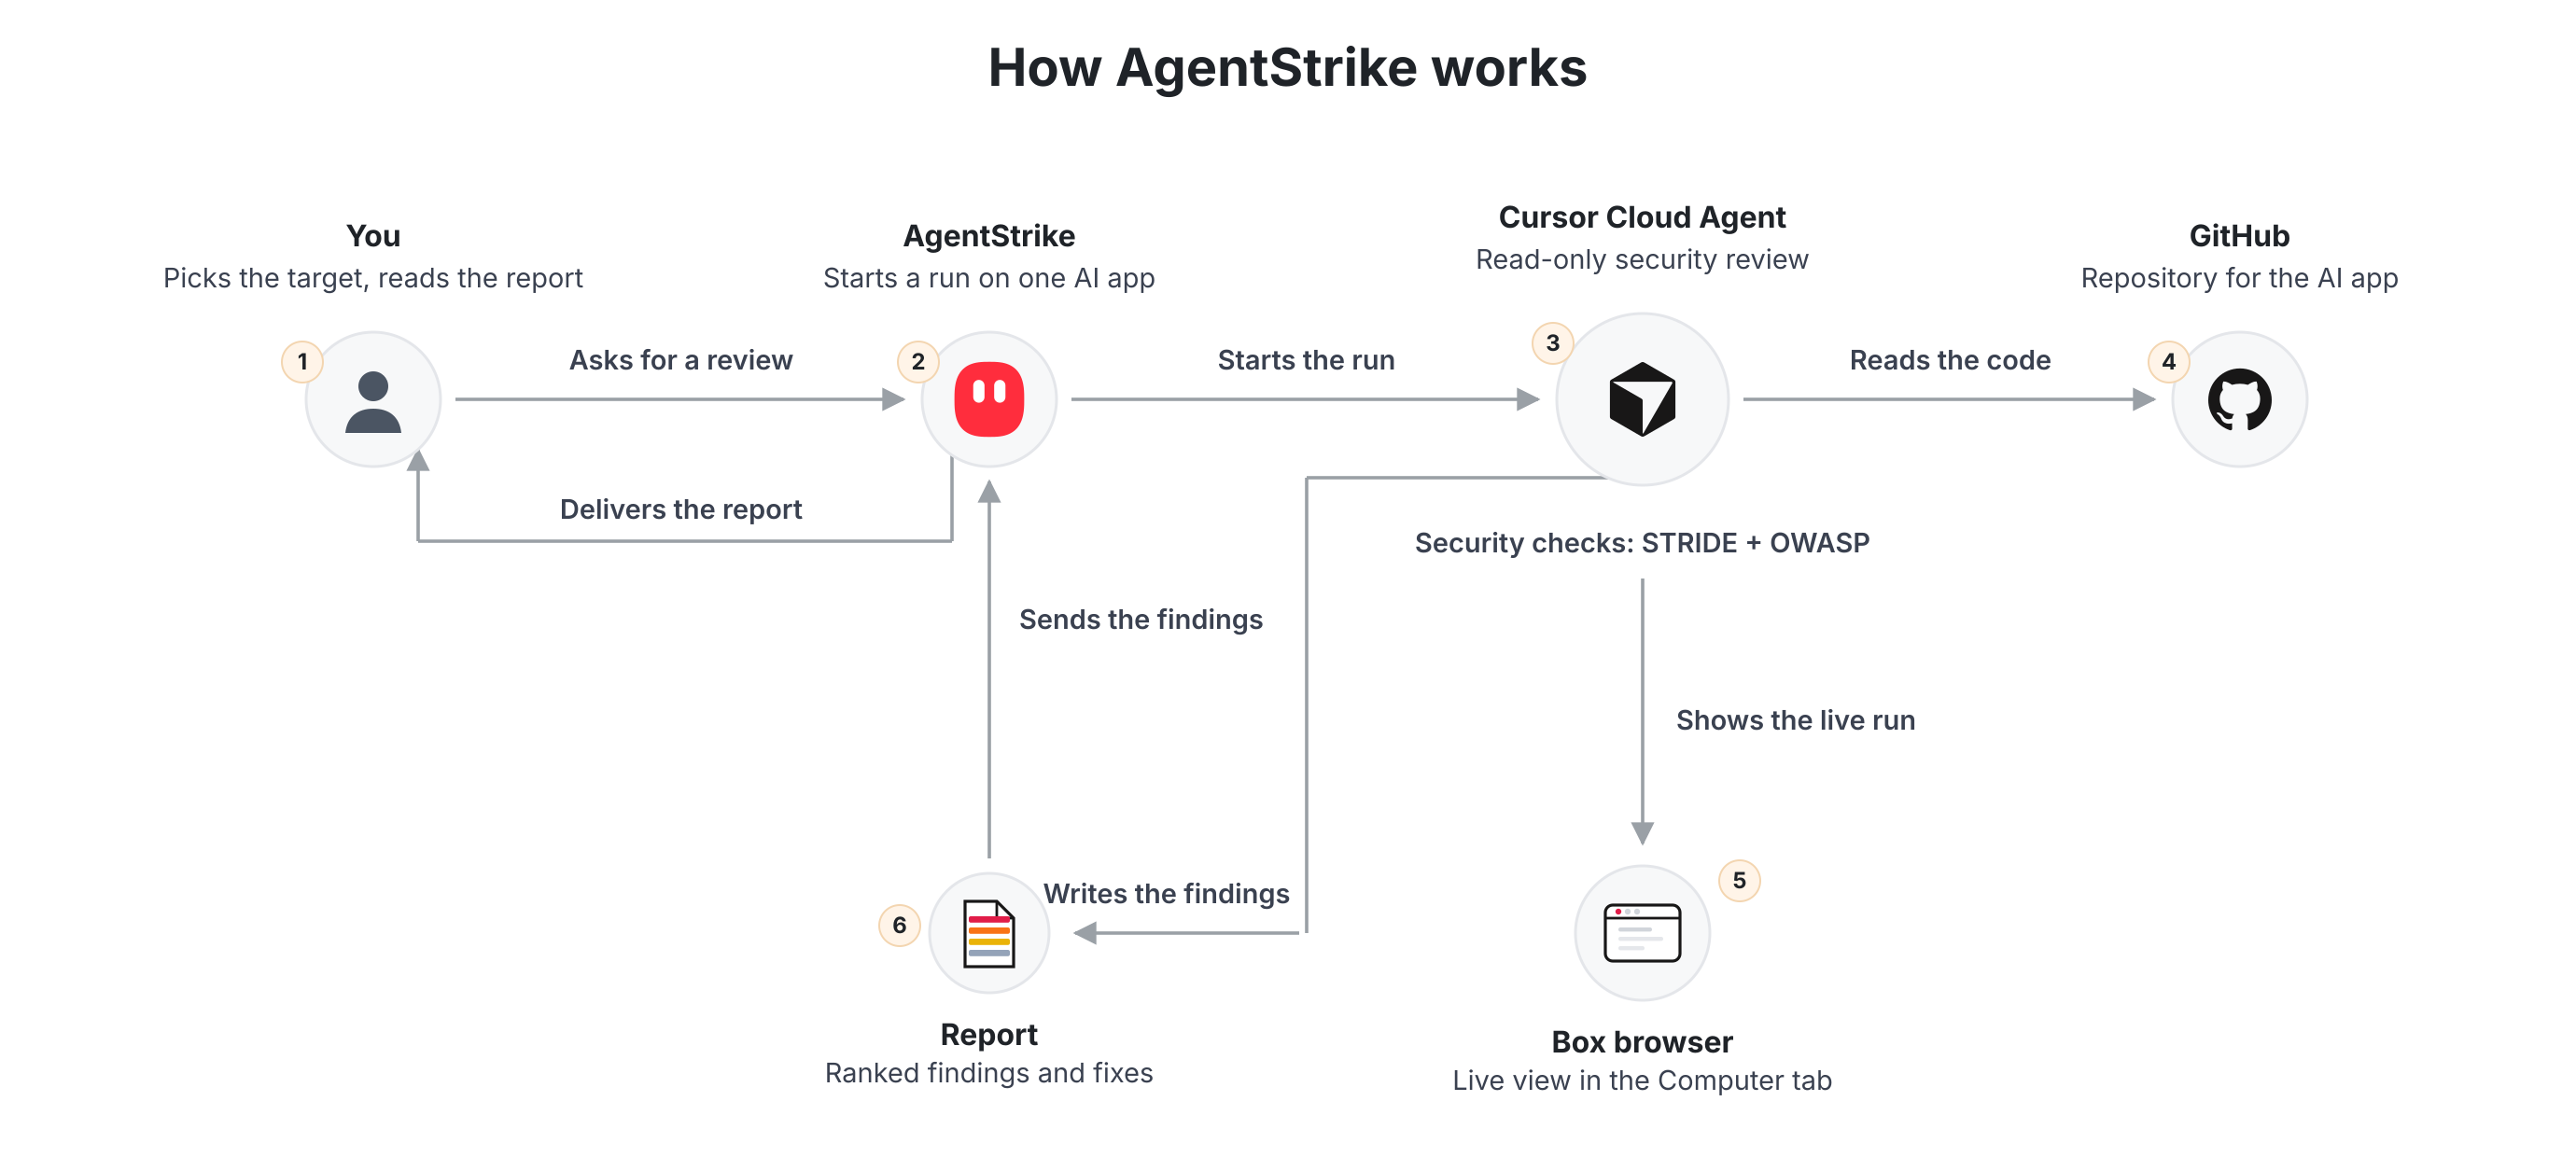 How AgentStrike works
You
Picks the target, reads the report
AgentStrike
Starts a run on one AI app
Cursor Cloud Agent
Read-only security review
GitHub
Repository for the AI app
1
Asks for a review
2
Starts the run
3
Reads the code
4
Delivers the report
Security checks: STRIDE + OWASP
Sends the findings
Shows the live run
Writes the findings
5
6
Report
Ranked findings and fixes
Box browser
Live view in the Computer tab